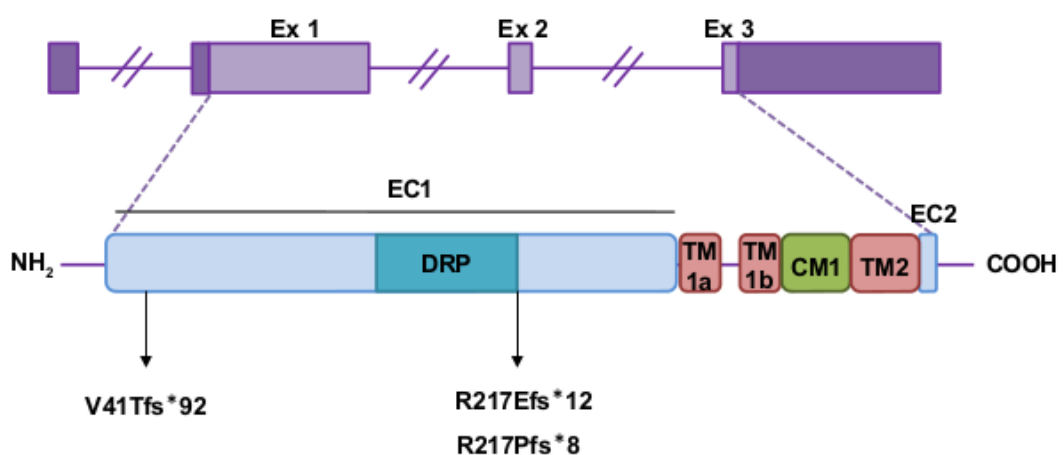 Ex 1 Ex 2 Ex 3
EC1
EC2
NH2 DRP TM 1a TM 1b CM1 TM2 COOH
V41Tfs*92
R217Efs*12
R217Pfs*8